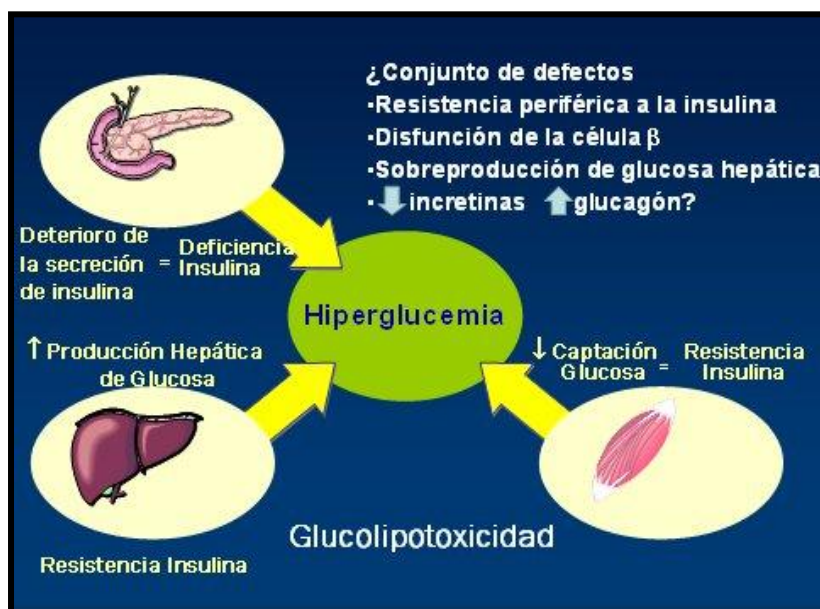 ¿Conjunto de defectos
·Resistencia periférica a la insulina
·Disfunción de la célula β
·Sobreproducción de glucosa hepática
·⬇incretinas ⬆glucagón?
Deterioro de
la secreción
de insulina
=
Deficiencia
Insulina
Hiperglucemia
↑Producción Hepática
de Glucosa
↓Captación
Glucosa
=
Resistencia
Insulina
Glucolipotoxicidad
Resistencia Insulina